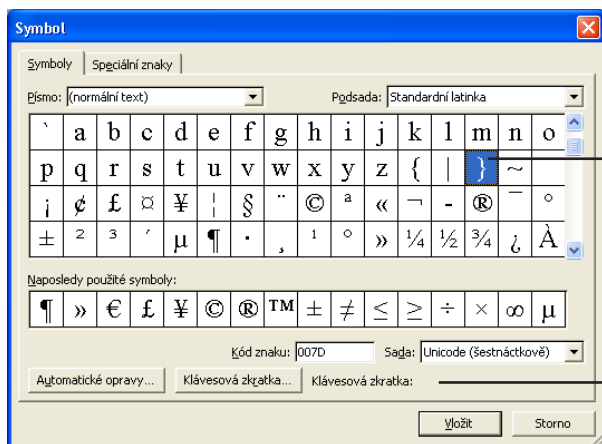 Symbol
Symboly Speciální znaky
Písmo: (normální text) Podsada: Standardní latinka
` a b c d e f g h i j k l m n o
p q r s t u v w x y z { | } ~
¡ ¢ £ ¤ ¥ ¦ § ¨ © ª « ¬ - ® ¯ °
± ² ³ ´ µ ¶ · ¸ ¹ º » ¼ ½ ¾ ¿ À
Naposledy použité symboly:
¶ » € £ ¥ © ® ™ ± ≠ ≤ ≥ ÷ × ∞ µ
Kód znaku: 007D Sada: Unicode (šestnáctkově)
Automatické opravy... Klávesová zkratka... Klávesová zkratka:
Vložit Storno